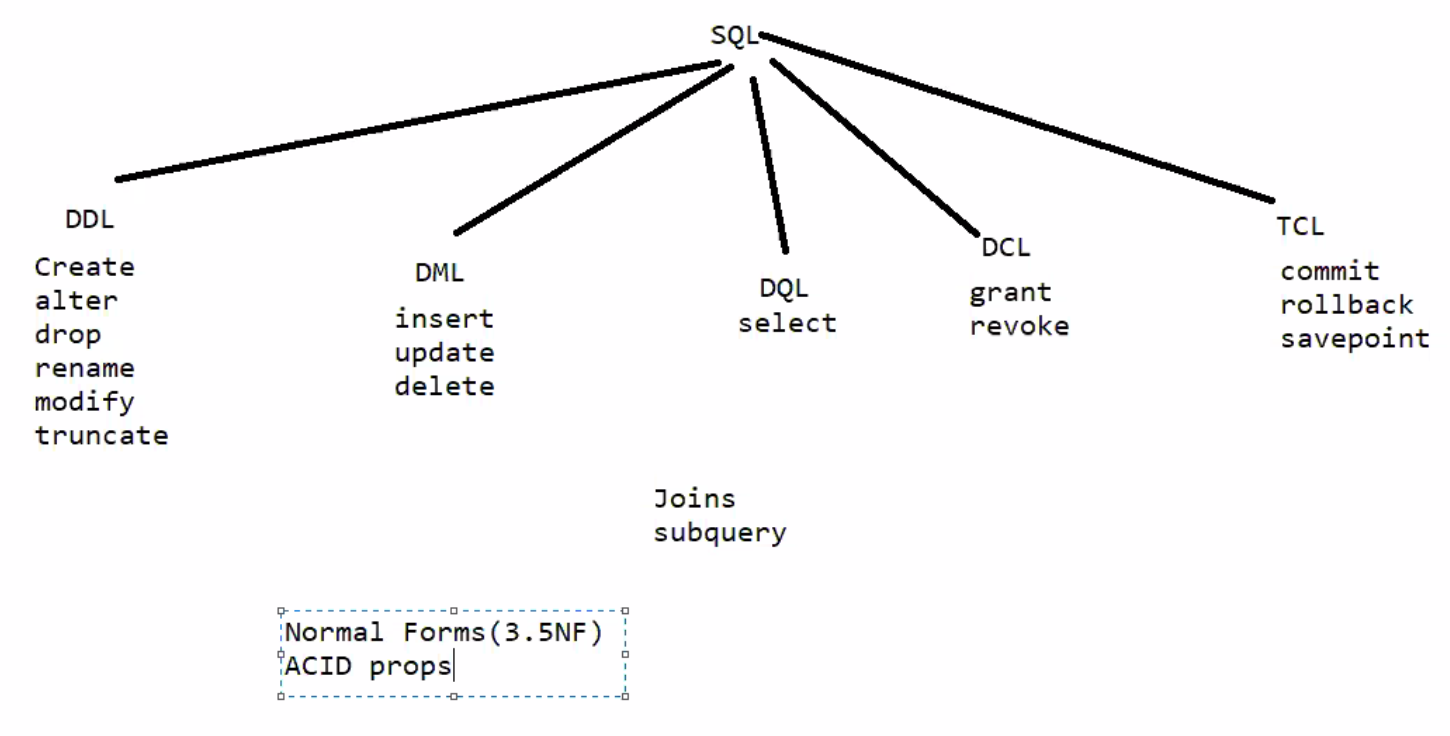 SQL
DDL
Create
alter
drop
rename
modify
truncate
DML
insert
update
delete
DQL
select
DCL
grant
revoke
TCL
commit
rollback
savepoint
Joins
subquery
Normal Forms(3.5NF)
ACID props